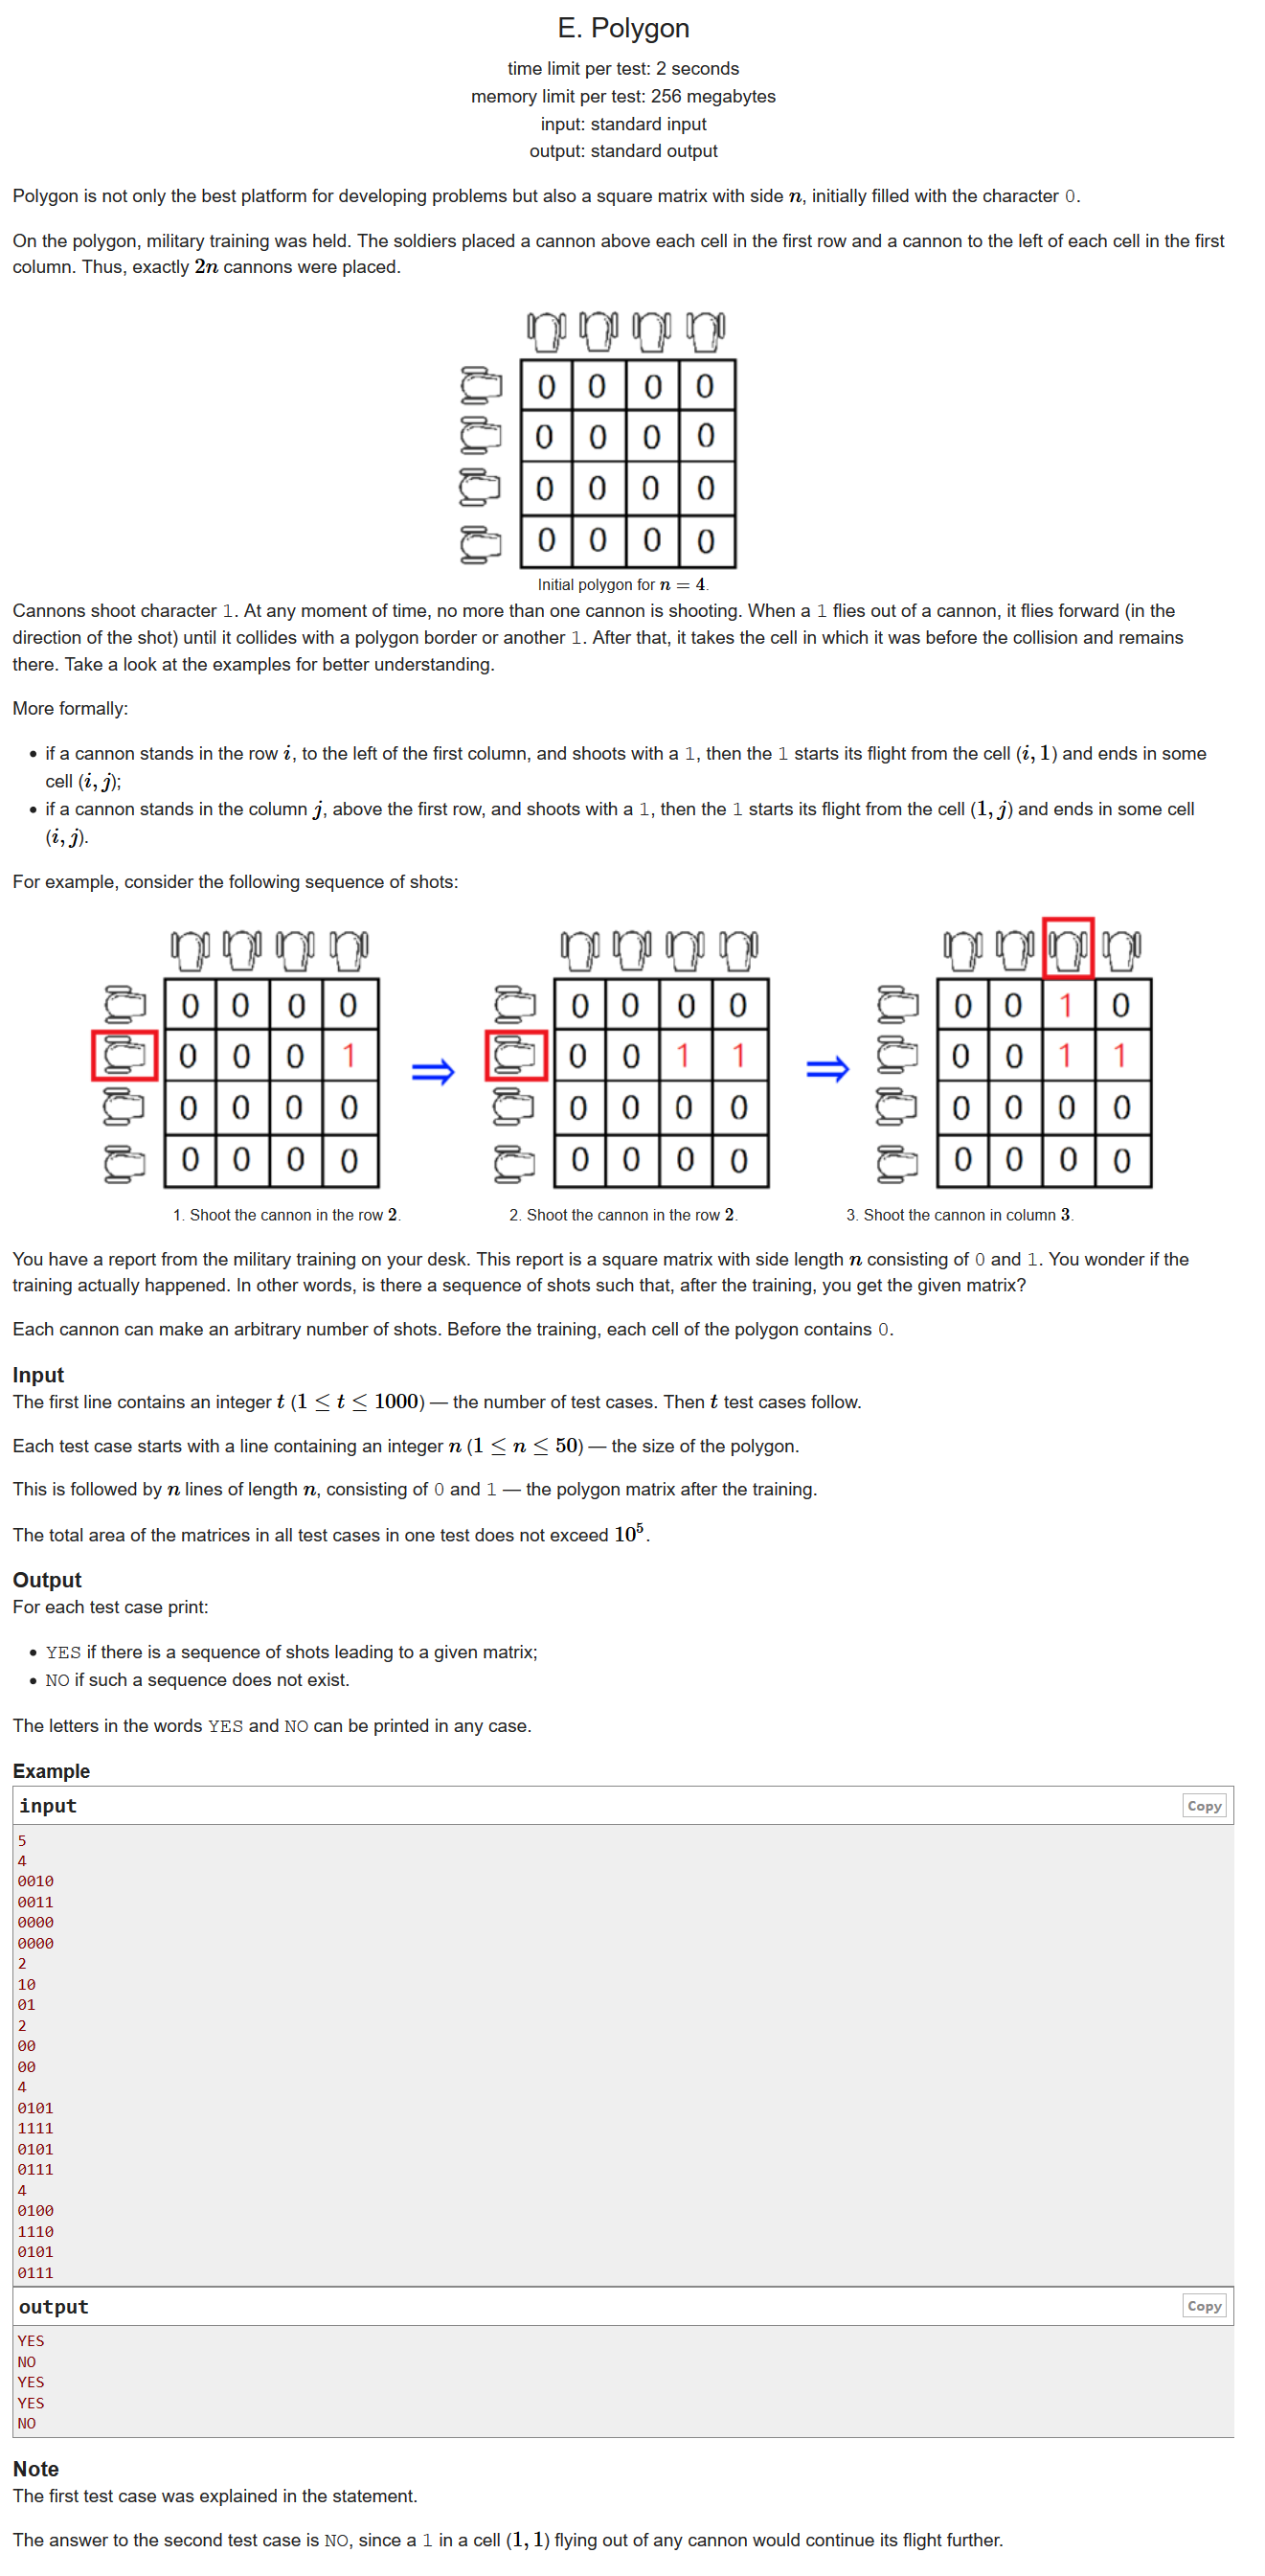 E. Polygon
time limit per test: 2 seconds
memory limit per test: 256 megabytes
input: standard input
output: standard output
Polygon is not only the best platform for developing problems but also a square matrix with side n, initially filled with the character 0.
On the polygon, military training was held. The soldiers placed a cannon above each cell in the first row and a cannon to the left of each cell in the first
column. Thus, exactly 2n cannons were placed.
0 0 0 0
0 0 0 0
0 0 0 0
0 0 0 0
Initial polygon for n = 4.
Cannons shoot character 1. At any moment of time, no more than one cannon is shooting. When a 1 flies out of a cannon, it flies forward (in the
direction of the shot) until it collides with a polygon border or another 1. After that, it takes the cell in which it was before the collision and remains
there. Take a look at the examples for better understanding.
More formally:
• if a cannon stands in the row i, to the left of the first column, and shoots with a 1, then the 1 starts its flight from the cell (i, 1) and ends in some
cell (i, j);
• if a cannon stands in the column j, above the first row, and shoots with a 1, then the 1 starts its flight from the cell (1, j) and ends in some cell
(i, j).
For example, consider the following sequence of shots:
0 0 0 0 0 0 0 0 0 0 1 0
0 0 0 1 ⇒ 0 0 1 1 ⇒ 0 0 1 1
0 0 0 0 0 0 0 0 0 0 0 0
0 0 0 0 0 0 0 0 0 0 0 0
1. Shoot the cannon in the row 2. 2. Shoot the cannon in the row 2. 3. Shoot the cannon in column 3.
You have a report from the military training on your desk. This report is a square matrix with side length n consisting of 0 and 1. You wonder if the
training actually happened. In other words, is there a sequence of shots such that, after the training, you get the given matrix?
Each cannon can make an arbitrary number of shots. Before the training, each cell of the polygon contains 0.
Input
The first line contains an integer t (1 ≤ t ≤ 1000) — the number of test cases. Then t test cases follow.
Each test case starts with a line containing an integer n (1 ≤ n ≤ 50) — the size of the polygon.
This is followed by n lines of length n, consisting of 0 and 1 — the polygon matrix after the training.
The total area of the matrices in all test cases in one test does not exceed 10⁵.
Output
For each test case print:
• YES if there is a sequence of shots leading to a given matrix;
• NO if such a sequence does not exist.
The letters in the words YES and NO can be printed in any case.
Example
input Copy
5
4
0010
0011
0000
0000
2
10
01
2
00
00
4
0101
1111
0101
0111
4
0100
1110
0101
0111
output Copy
YES
NO
YES
YES
NO
Note
The first test case was explained in the statement.
The answer to the second test case is NO, since a 1 in a cell (1, 1) flying out of any cannon would continue its flight further.